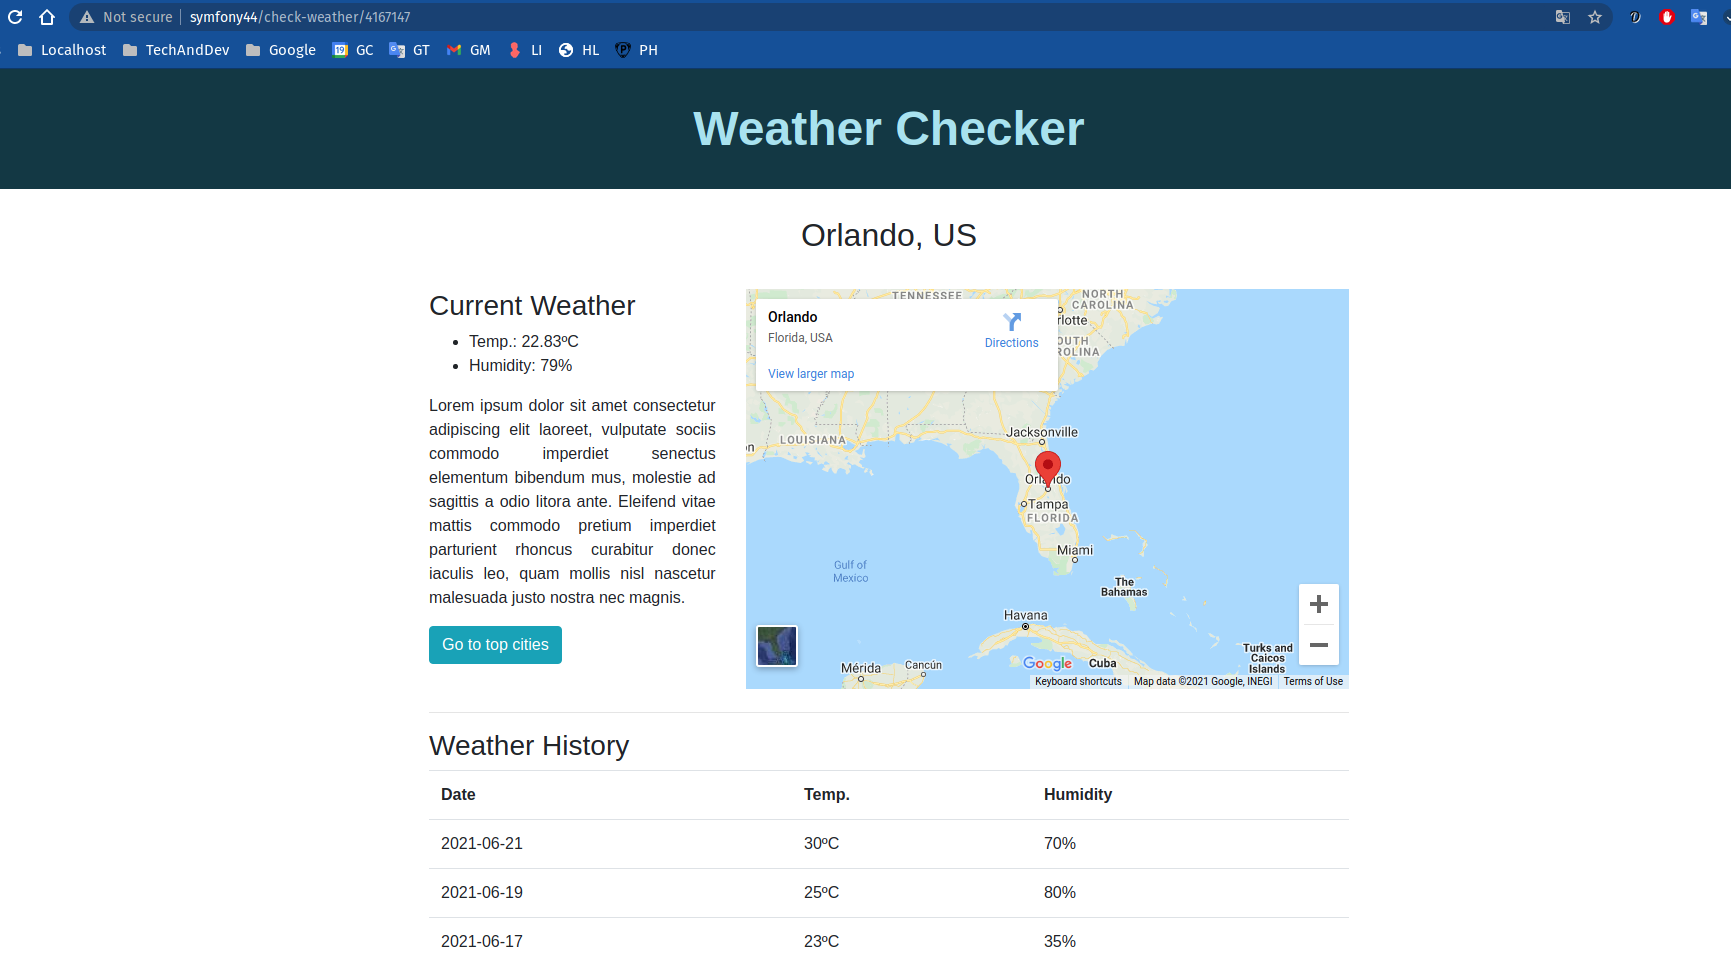 Not secure symfony44/check-weather/4167147
Localhost TechAndDev Google GC GT GM LI HL PH
Weather Checker
Orlando, US
Current Weather
Temp.: 22.83ºC
Humidity: 79%
Lorem ipsum dolor sit amet consectetur
adipiscing elit laoreet, vulputate sociis
commodo imperdiet senectus
elementum bibendum mus, molestie ad
sagittis a odio litora ante. Eleifend vitae
mattis commodo pretium imperdiet
parturient rhoncus curabitur donec
iaculis leo, quam mollis nisl nascetur
malesuada justo nostra nec magnis.
Go to top cities
Orlando
Florida, USA
Directions
View larger map
TENNESSEE
NORTH
CAROLINA
rlotte
OUTH
ROLINA
LOUISIANA
Jacksonville
Orlando
Tampa
FLORIDA
Miami
Gulf of
Mexico
The
Bahamas
Havana
Cuba
Mérida
Cancún
Turks and
Caicos
Islands
Google
Keyboard shortcuts Map data ©2021 Google, INEGI Terms of Use
Weather History
Date Temp. Humidity
2021-06-21 30ºC 70%
2021-06-19 25ºC 80%
2021-06-17 23ºC 35%